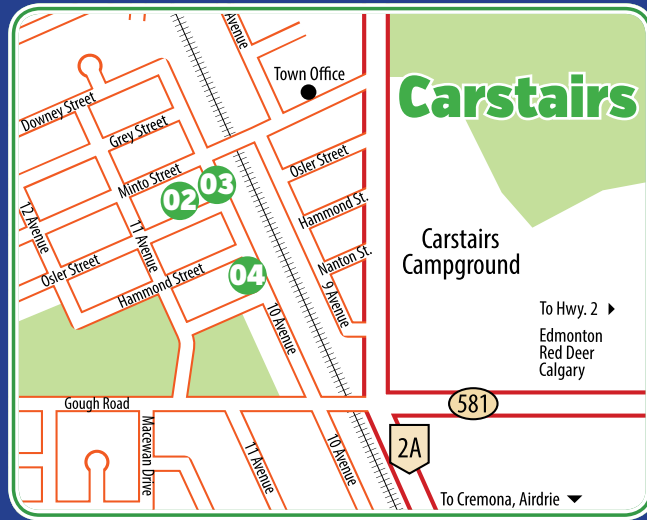 Avenue
Town Office
Carstairs
Downey Street
Grey Street
Minto Street
Osler Street
03
02
12 Avenue
11 Avenue
Hammond St.
Carstairs
Campground
Osler Street
Hammond Street
04
Nanton St.
9 Avenue
10 Avenue
To Hwy. 2
Edmonton
Red Deer
Calgary
Gough Road
581
Macewan Drive
11 Avenue
10 Avenue
2A
To Cremona, Airdrie